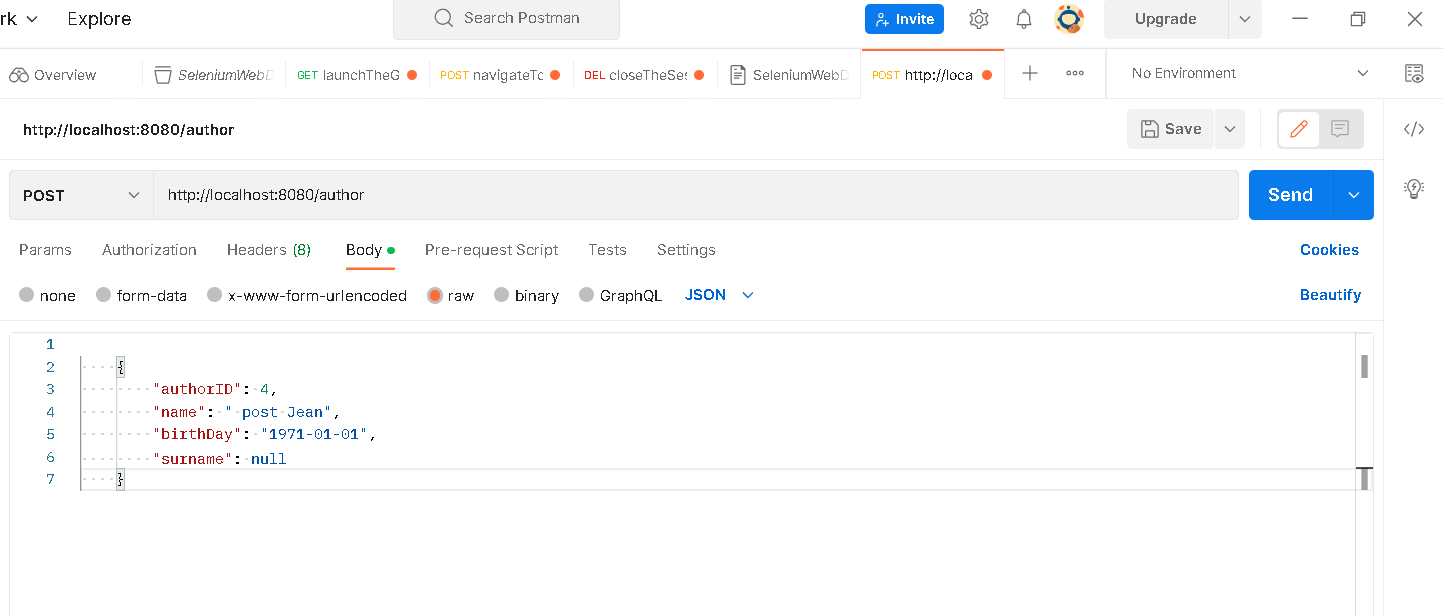 rk Explore Search Postman Invite Upgrade
Overview SeleniumWebD GET launchTheG POST navigateTo DEL closeTheSes SeleniumWebD POST http://loca No Environment
http://localhost:8080/author Save
POST http://localhost:8080/author Send
Params Authorization Headers (8) Body Pre-request Script Tests Settings Cookies
none form-data x-www-form-urlencoded raw binary GraphQL JSON Beautify
1
2 {
3 "authorID": 4,
4 "name": " post Jean",
5 "birthDay": "1971-01-01",
6 "surname": null
7 }